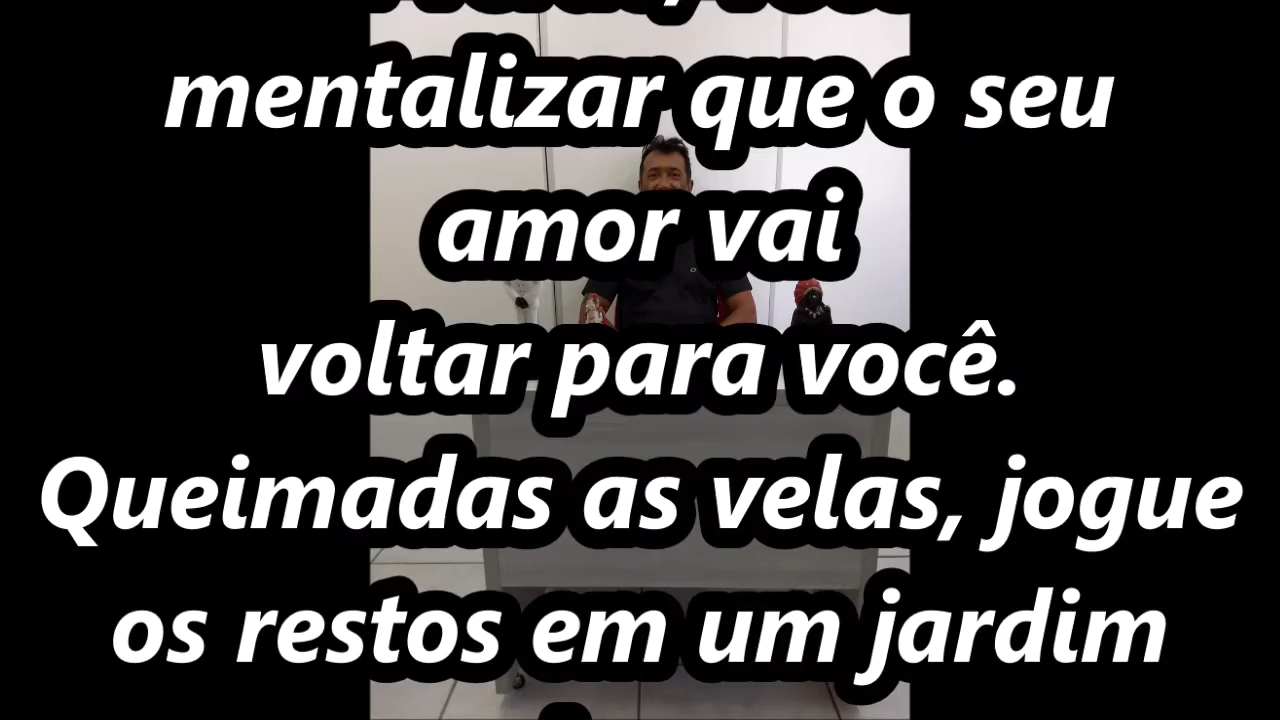 mentalizar que o seu
amor vai
voltar para você.
Queimadas as velas, jogue
os restos em um jardim